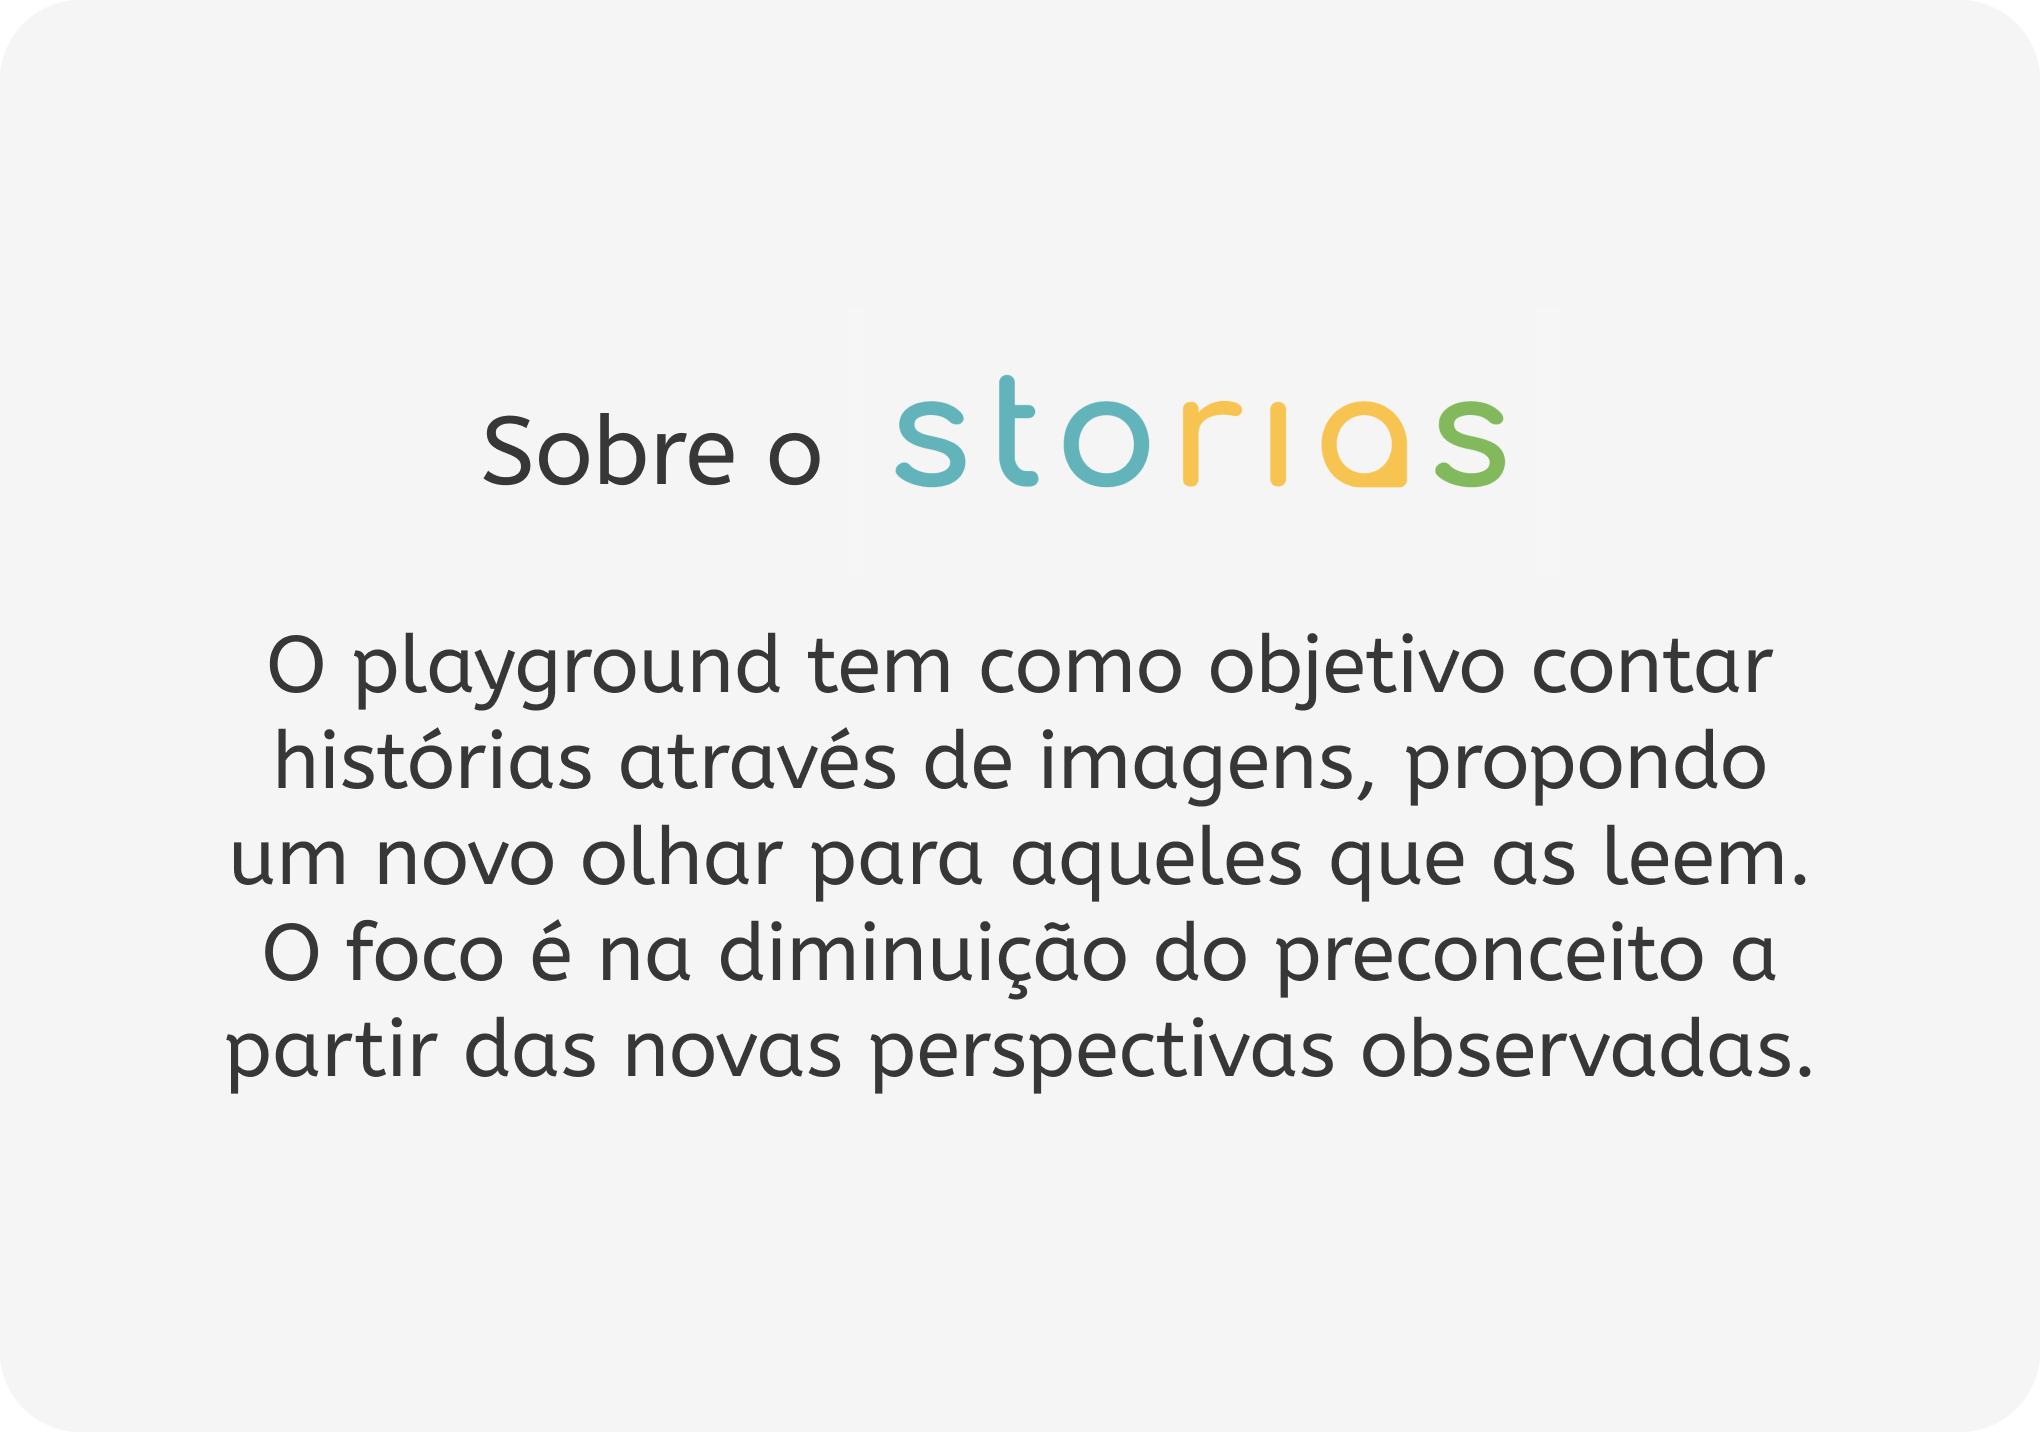 Sobre o storias
O playground tem como objetivo contar
histórias através de imagens, propondo
um novo olhar para aqueles que as leem.
O foco é na diminuição do preconceito a
partir das novas perspectivas observadas.